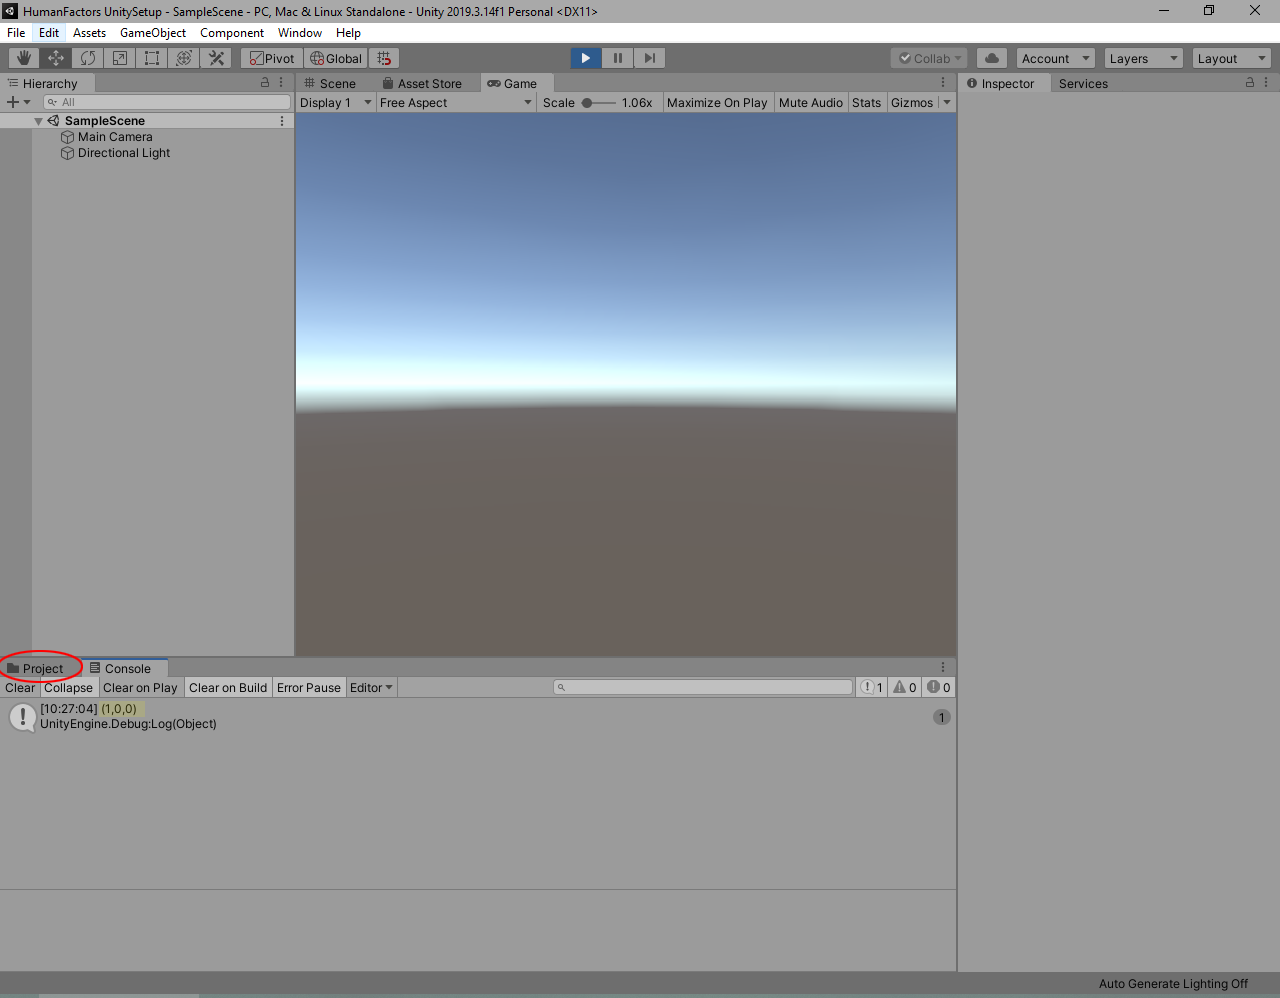 HumanFactors UnitySetup - SampleScene - PC, Mac & Linux Standalone - Unity 2019.3.14f1 Personal <DX11>
File Edit Assets GameObject Component Window Help
Pivot Global Collab Account Layers Layout
Hierarchy
All
SampleScene
Main Camera
Directional Light
Scene Asset Store Game
Display 1 Free Aspect Scale 1.06x Maximize On Play Mute Audio Stats Gizmos
Inspector Services
Project Console
Clear Collapse Clear on Play Clear on Build Error Pause Editor 1 0 0
[10:27:04] (1,0,0)
UnityEngine.Debug:Log(Object)
1
Auto Generate Lighting Off